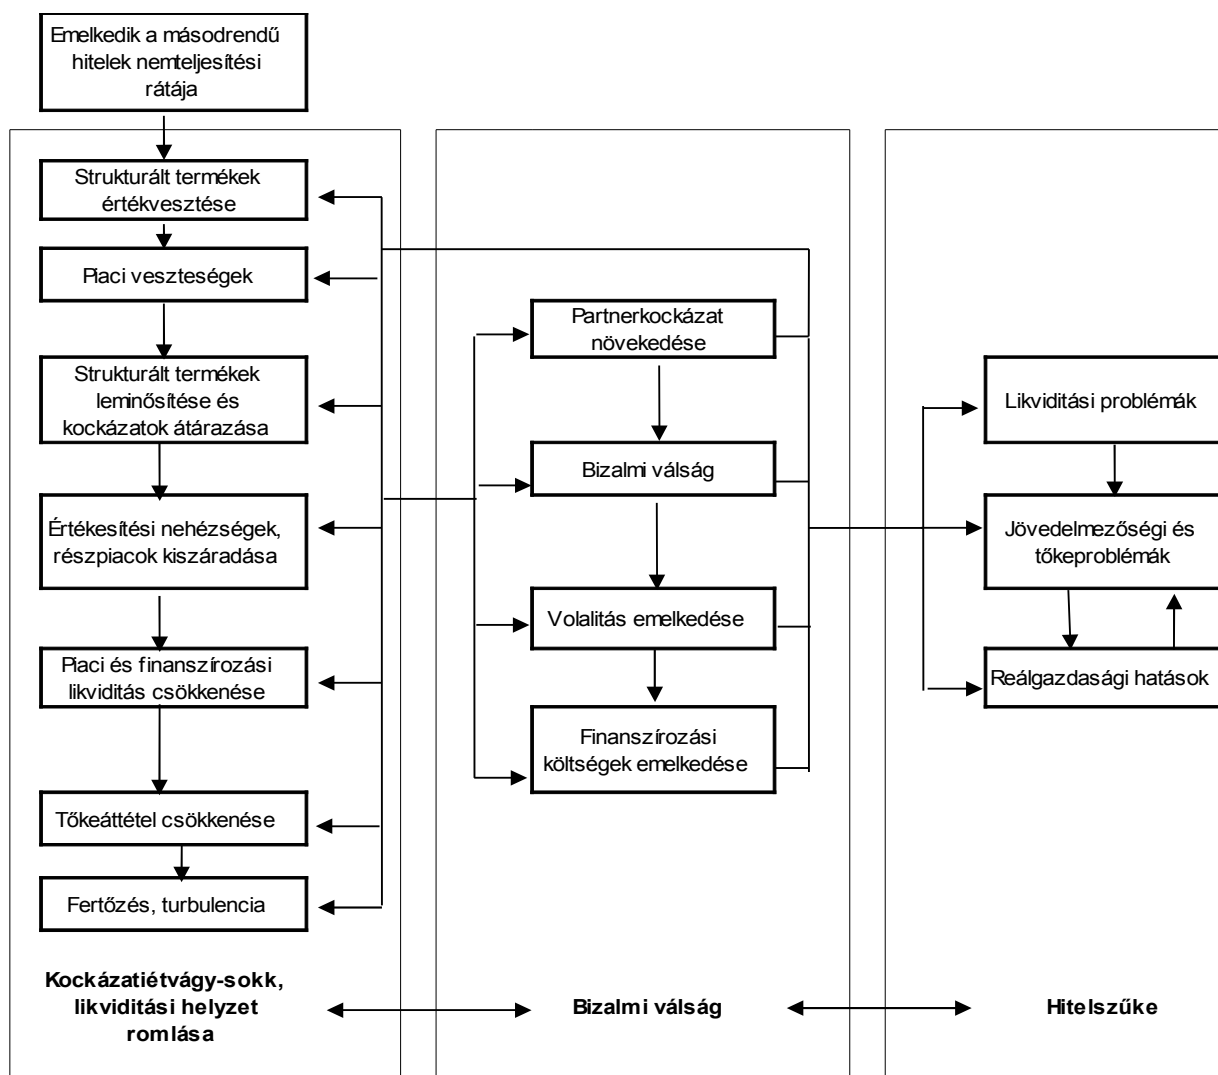 Emelkedik a másodrendű
hitelek nemteljesítési
rátája
Strukturált termékek
értékvesztése
Piaci veszteségek
Strukturált termékek
leminősítése és
kockázatok átárazása
Értékesítési nehézségek,
részpiacok kiszáradása
Piaci és finanszírozási
likviditás csökkenése
Tőkeáttétel csökkenése
Fertőzés, turbulencia
Kockázatiétvágy-sokk,
likviditási helyzet
romlása
Partnerkockázat
növekedése
Bizalmi válság
Volalitás emelkedése
Finanszírozási
költségek emelkedése
Bizalmi válság
Likviditási problémák
Jövedelmezőségi és
tőkeproblémák
Reálgazdasági hatások
Hitelszűke